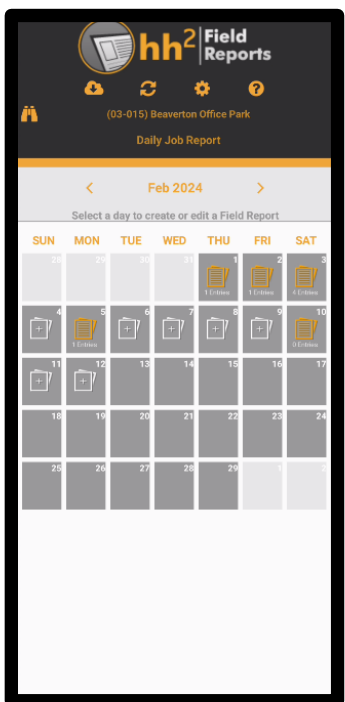 hh2 Field Reports
(03-015) Beaverton Office Park
Daily Job Report
< Feb 2024 >
Select a day to create or edit a Field Report
SUN MON TUE WED THU FRI SAT
28 29 30 31 1 2 3
1 Entries 1 Entries 4 Entries
4 5 6 7 8 9 10
1 Entries 0 Entries
11 12 13 14 15 16 17
18 19 20 21 22 23 24
25 26 27 28 29 1